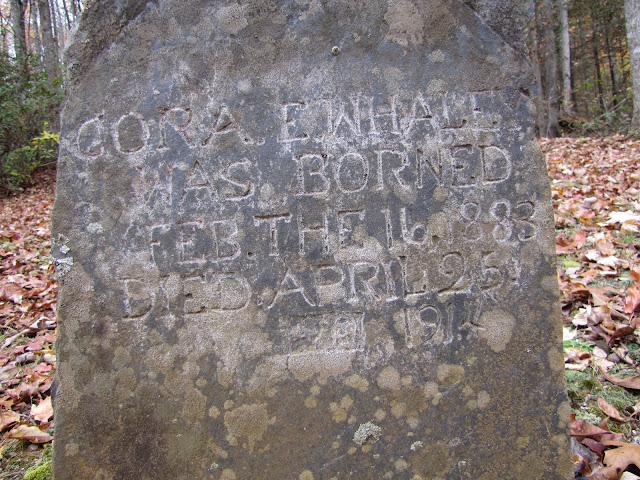 CORA. E. WHALEY
WAS BORNED
FEB. THE 16. 1883
DIED. APRIL 25.
1914